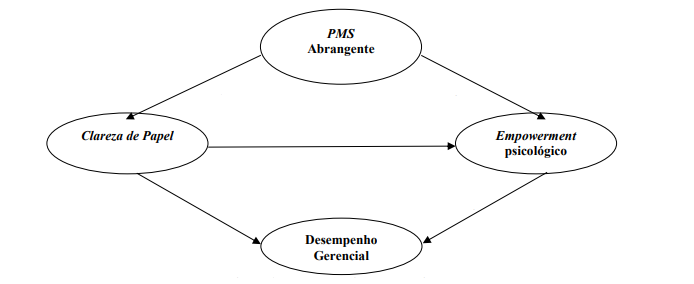 PMS
Abrangente
Clareza de Papel
Empowerment
psicológico
Desempenho
Gerencial